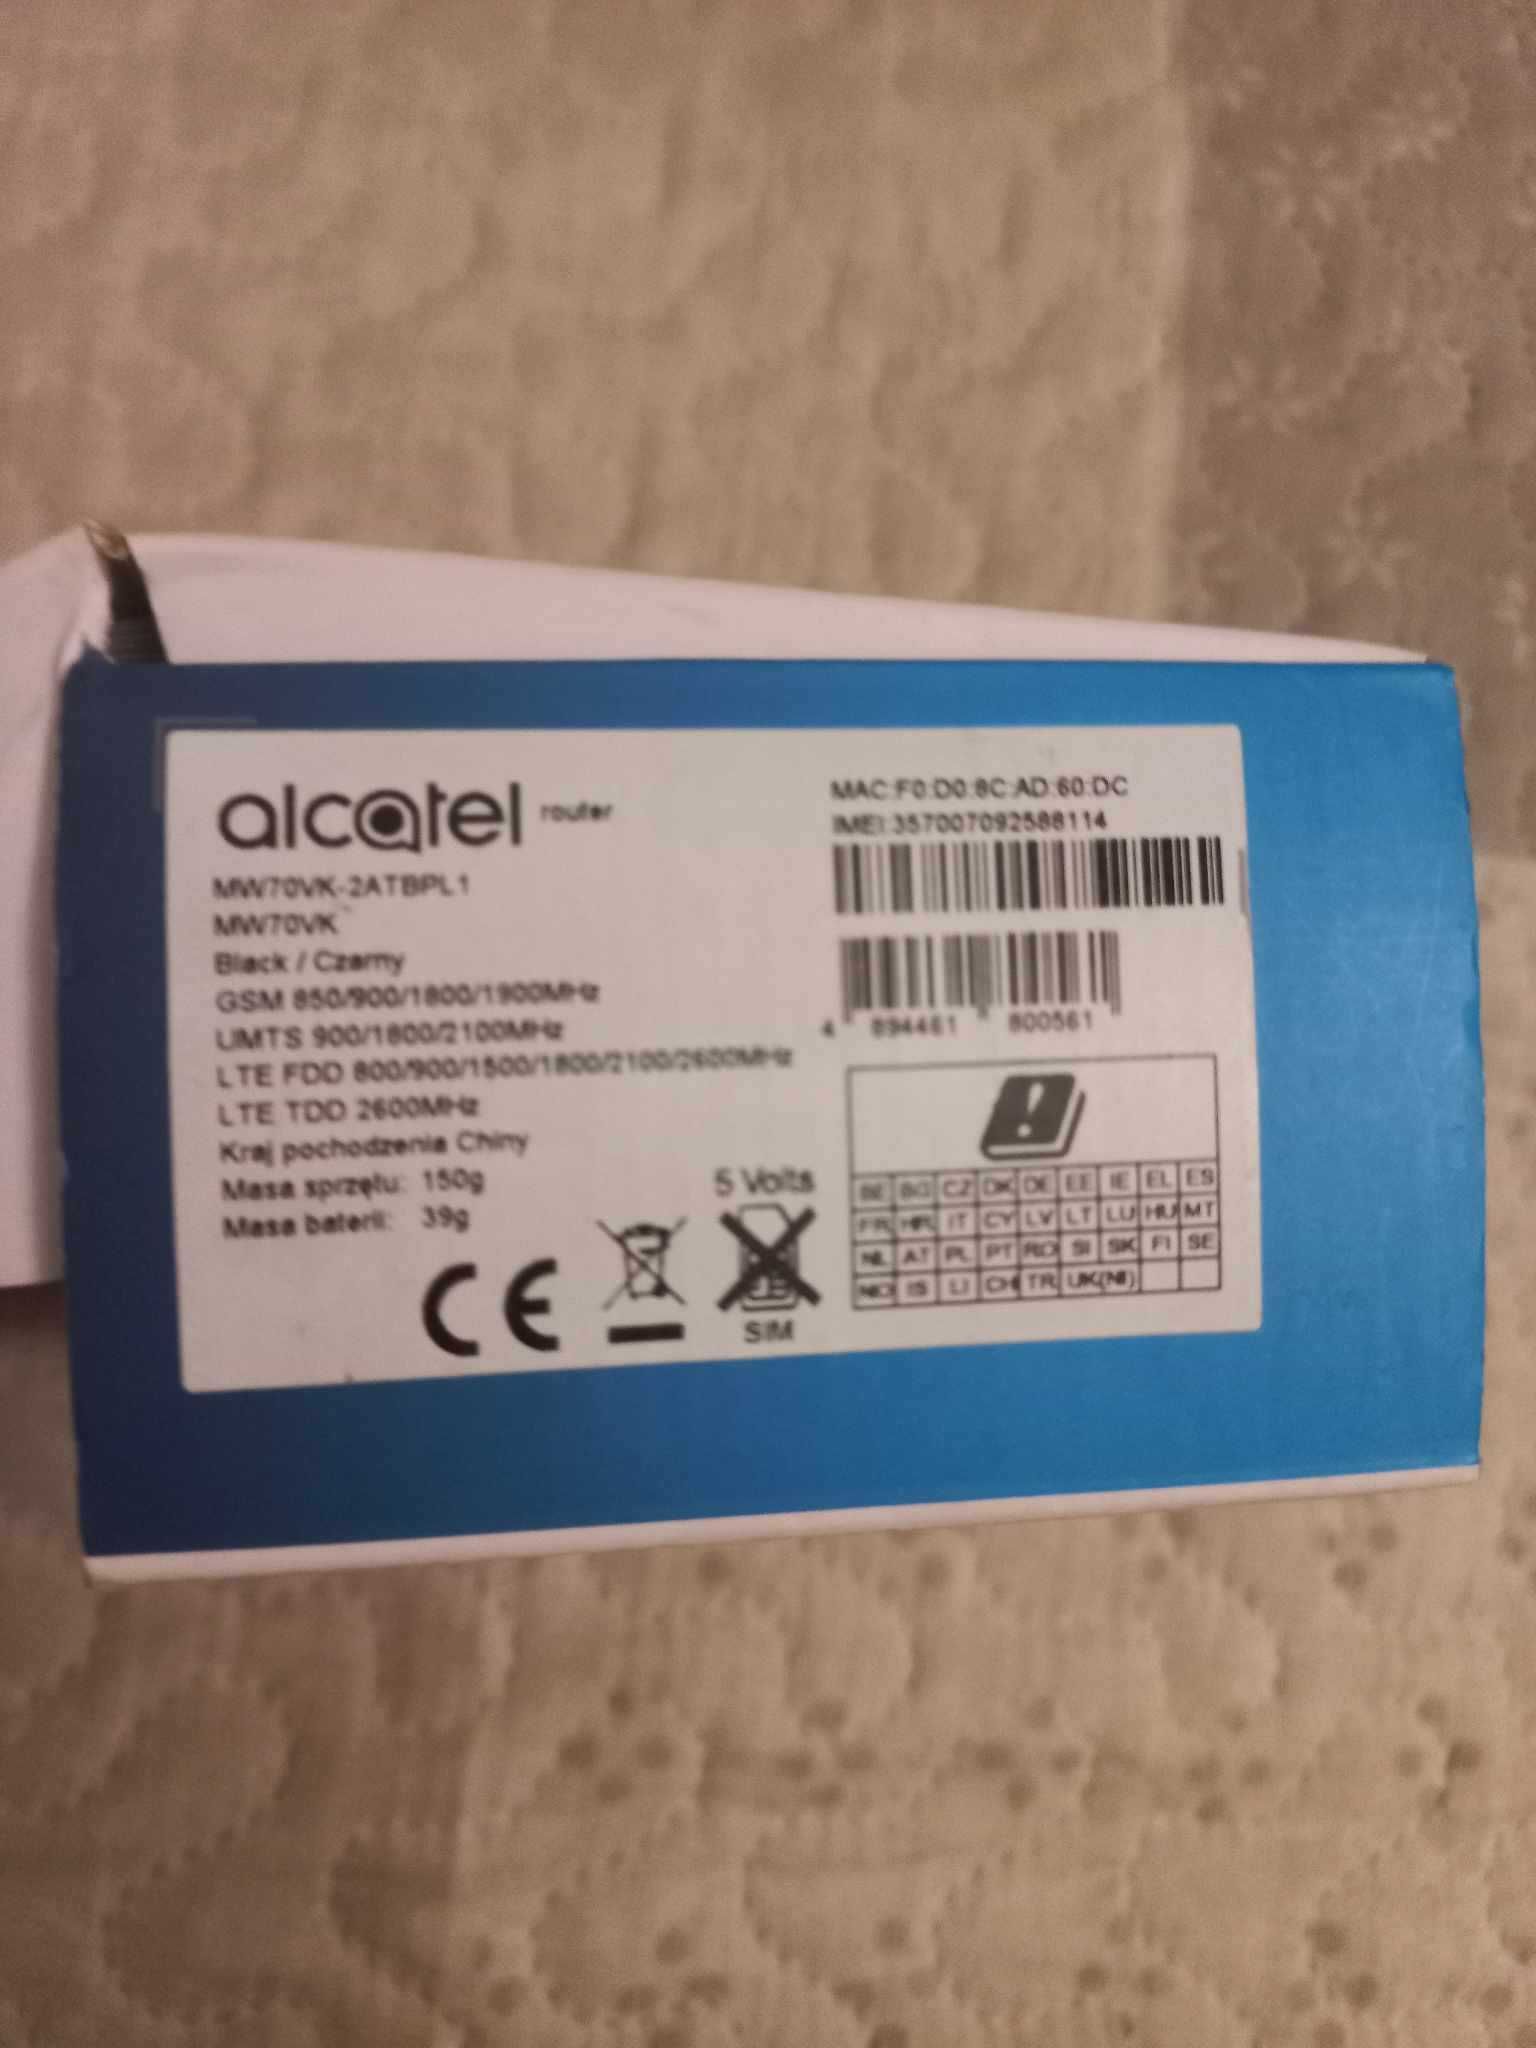 alcatel router
MW70VK-2ATBPL1
MW70VK
Black / Czarny
GSM 850/900/1800/1900MHz
UMTS 900/1800/2100MHz
LTE FDD 800/900/1500/1800/2100/2600MHz
LTE TDD 2600MHz
Kraj pochodzenia Chiny
Masa sprzętu: 150g
Masa baterii: 39g
CE
5 Volts
SIM
MAC:F0:D0:8C:AD:60:DC
IMEI:357007092588114
4 894461 800561
BE BG CZ DK DE EE IE EL ES
FR HR IT CY LV LT LU HU MT
NL AT PL PT RO SI SK FI SE
NO IS LI CH TR UK(NI)